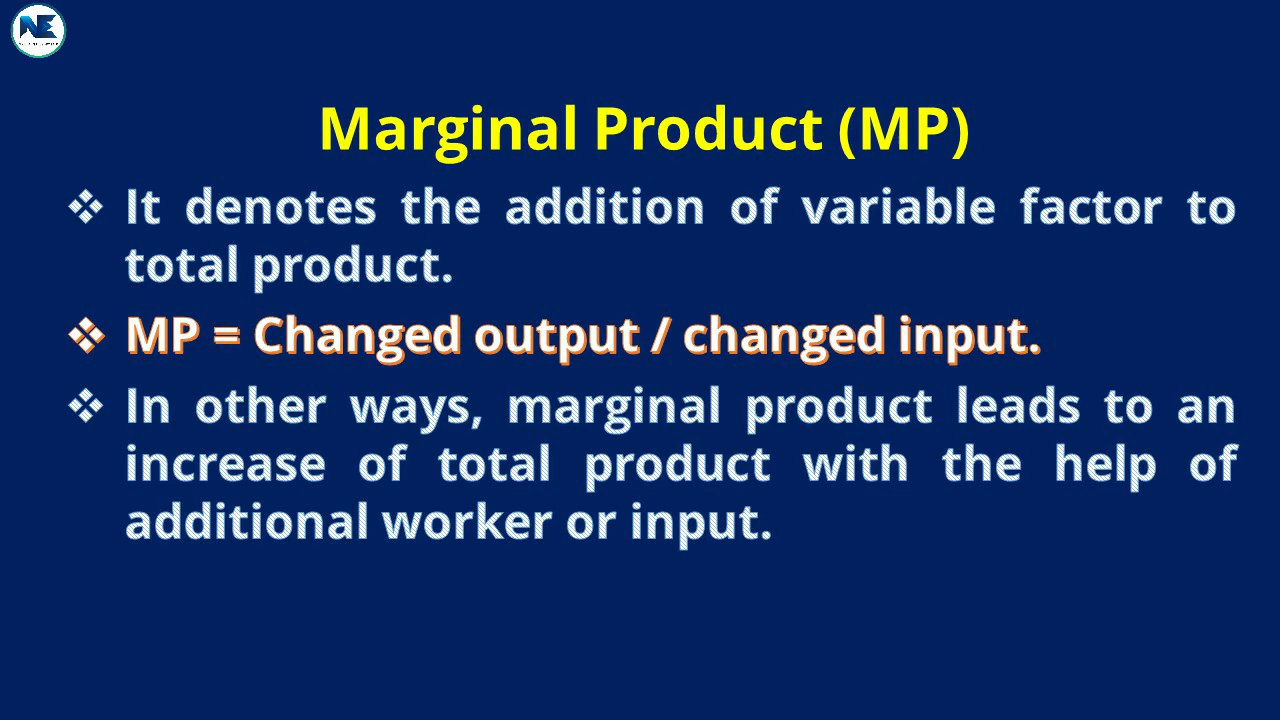 NE
Marginal Product (MP)
❖ It denotes the addition of variable factor to
total product.
❖ MP = Changed output / changed input.
❖ In other ways, marginal product leads to an
increase of total product with the help of
additional worker or input.